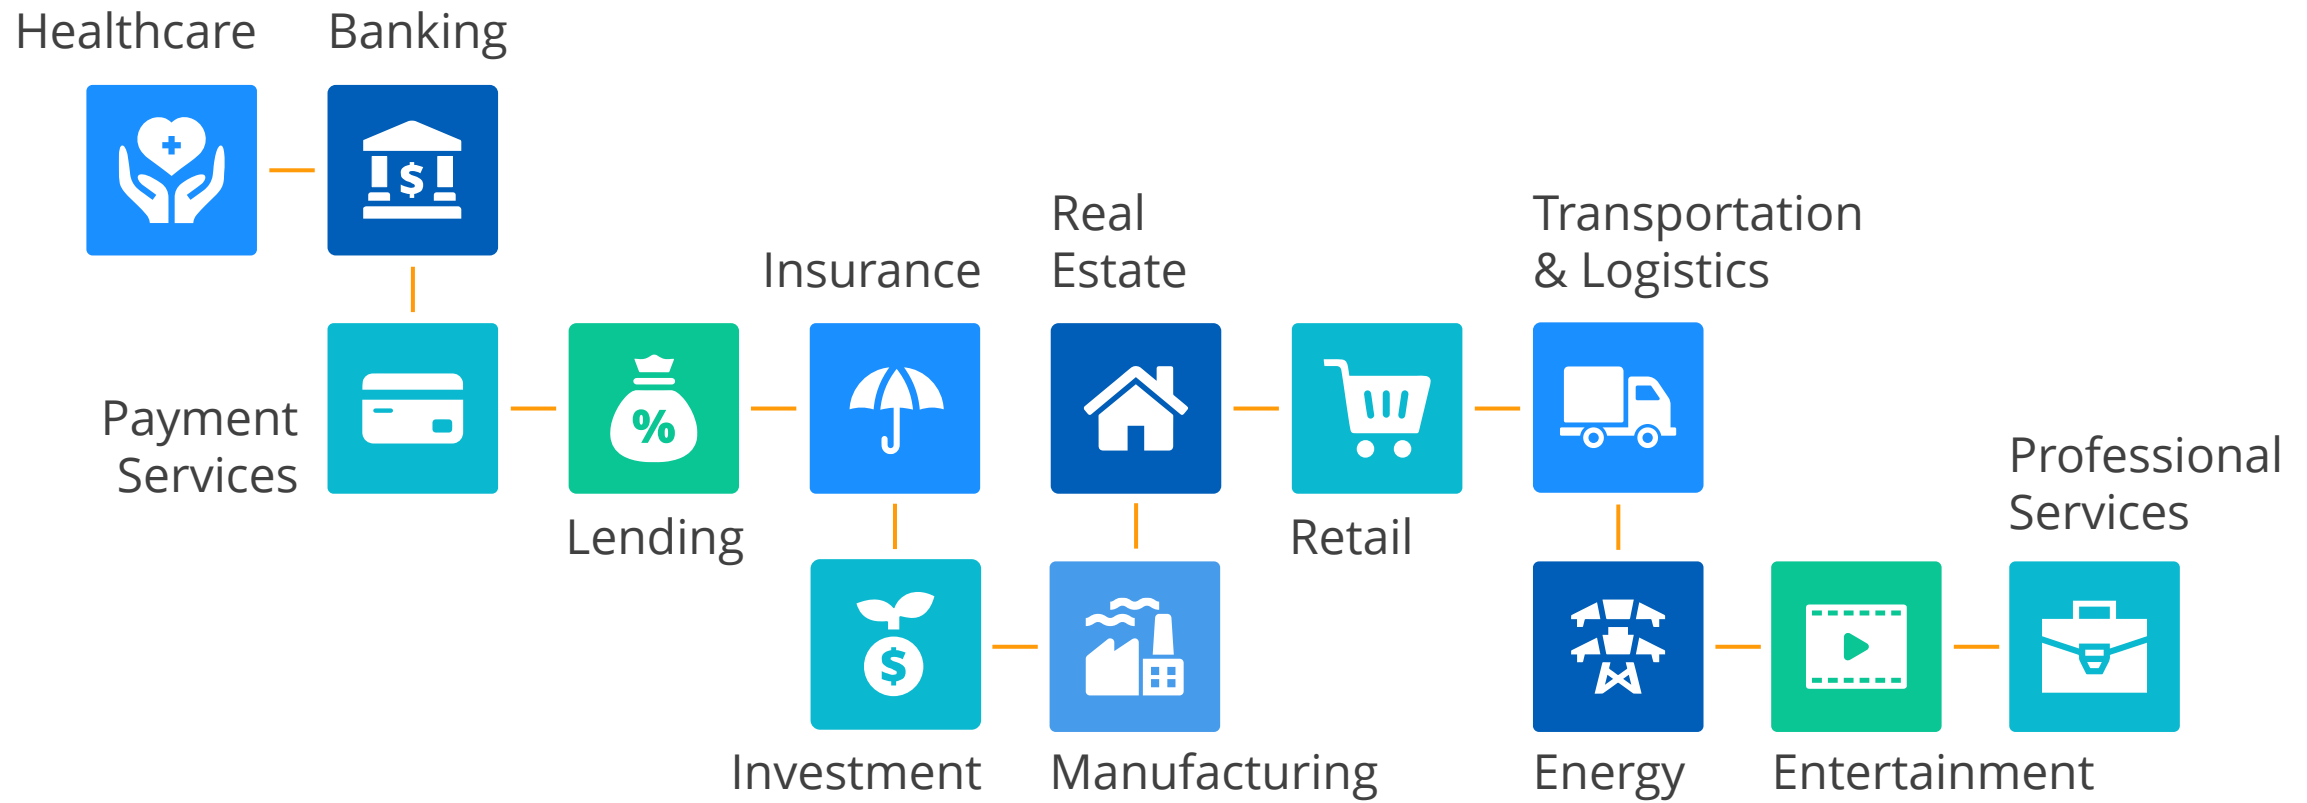 Healthcare
Banking
Payment
Services
$
Lending
%
Insurance
Investment
$
Manufacturing
Real
Estate
Retail
Transportation
& Logistics
Energy
Entertainment
Professional
Services